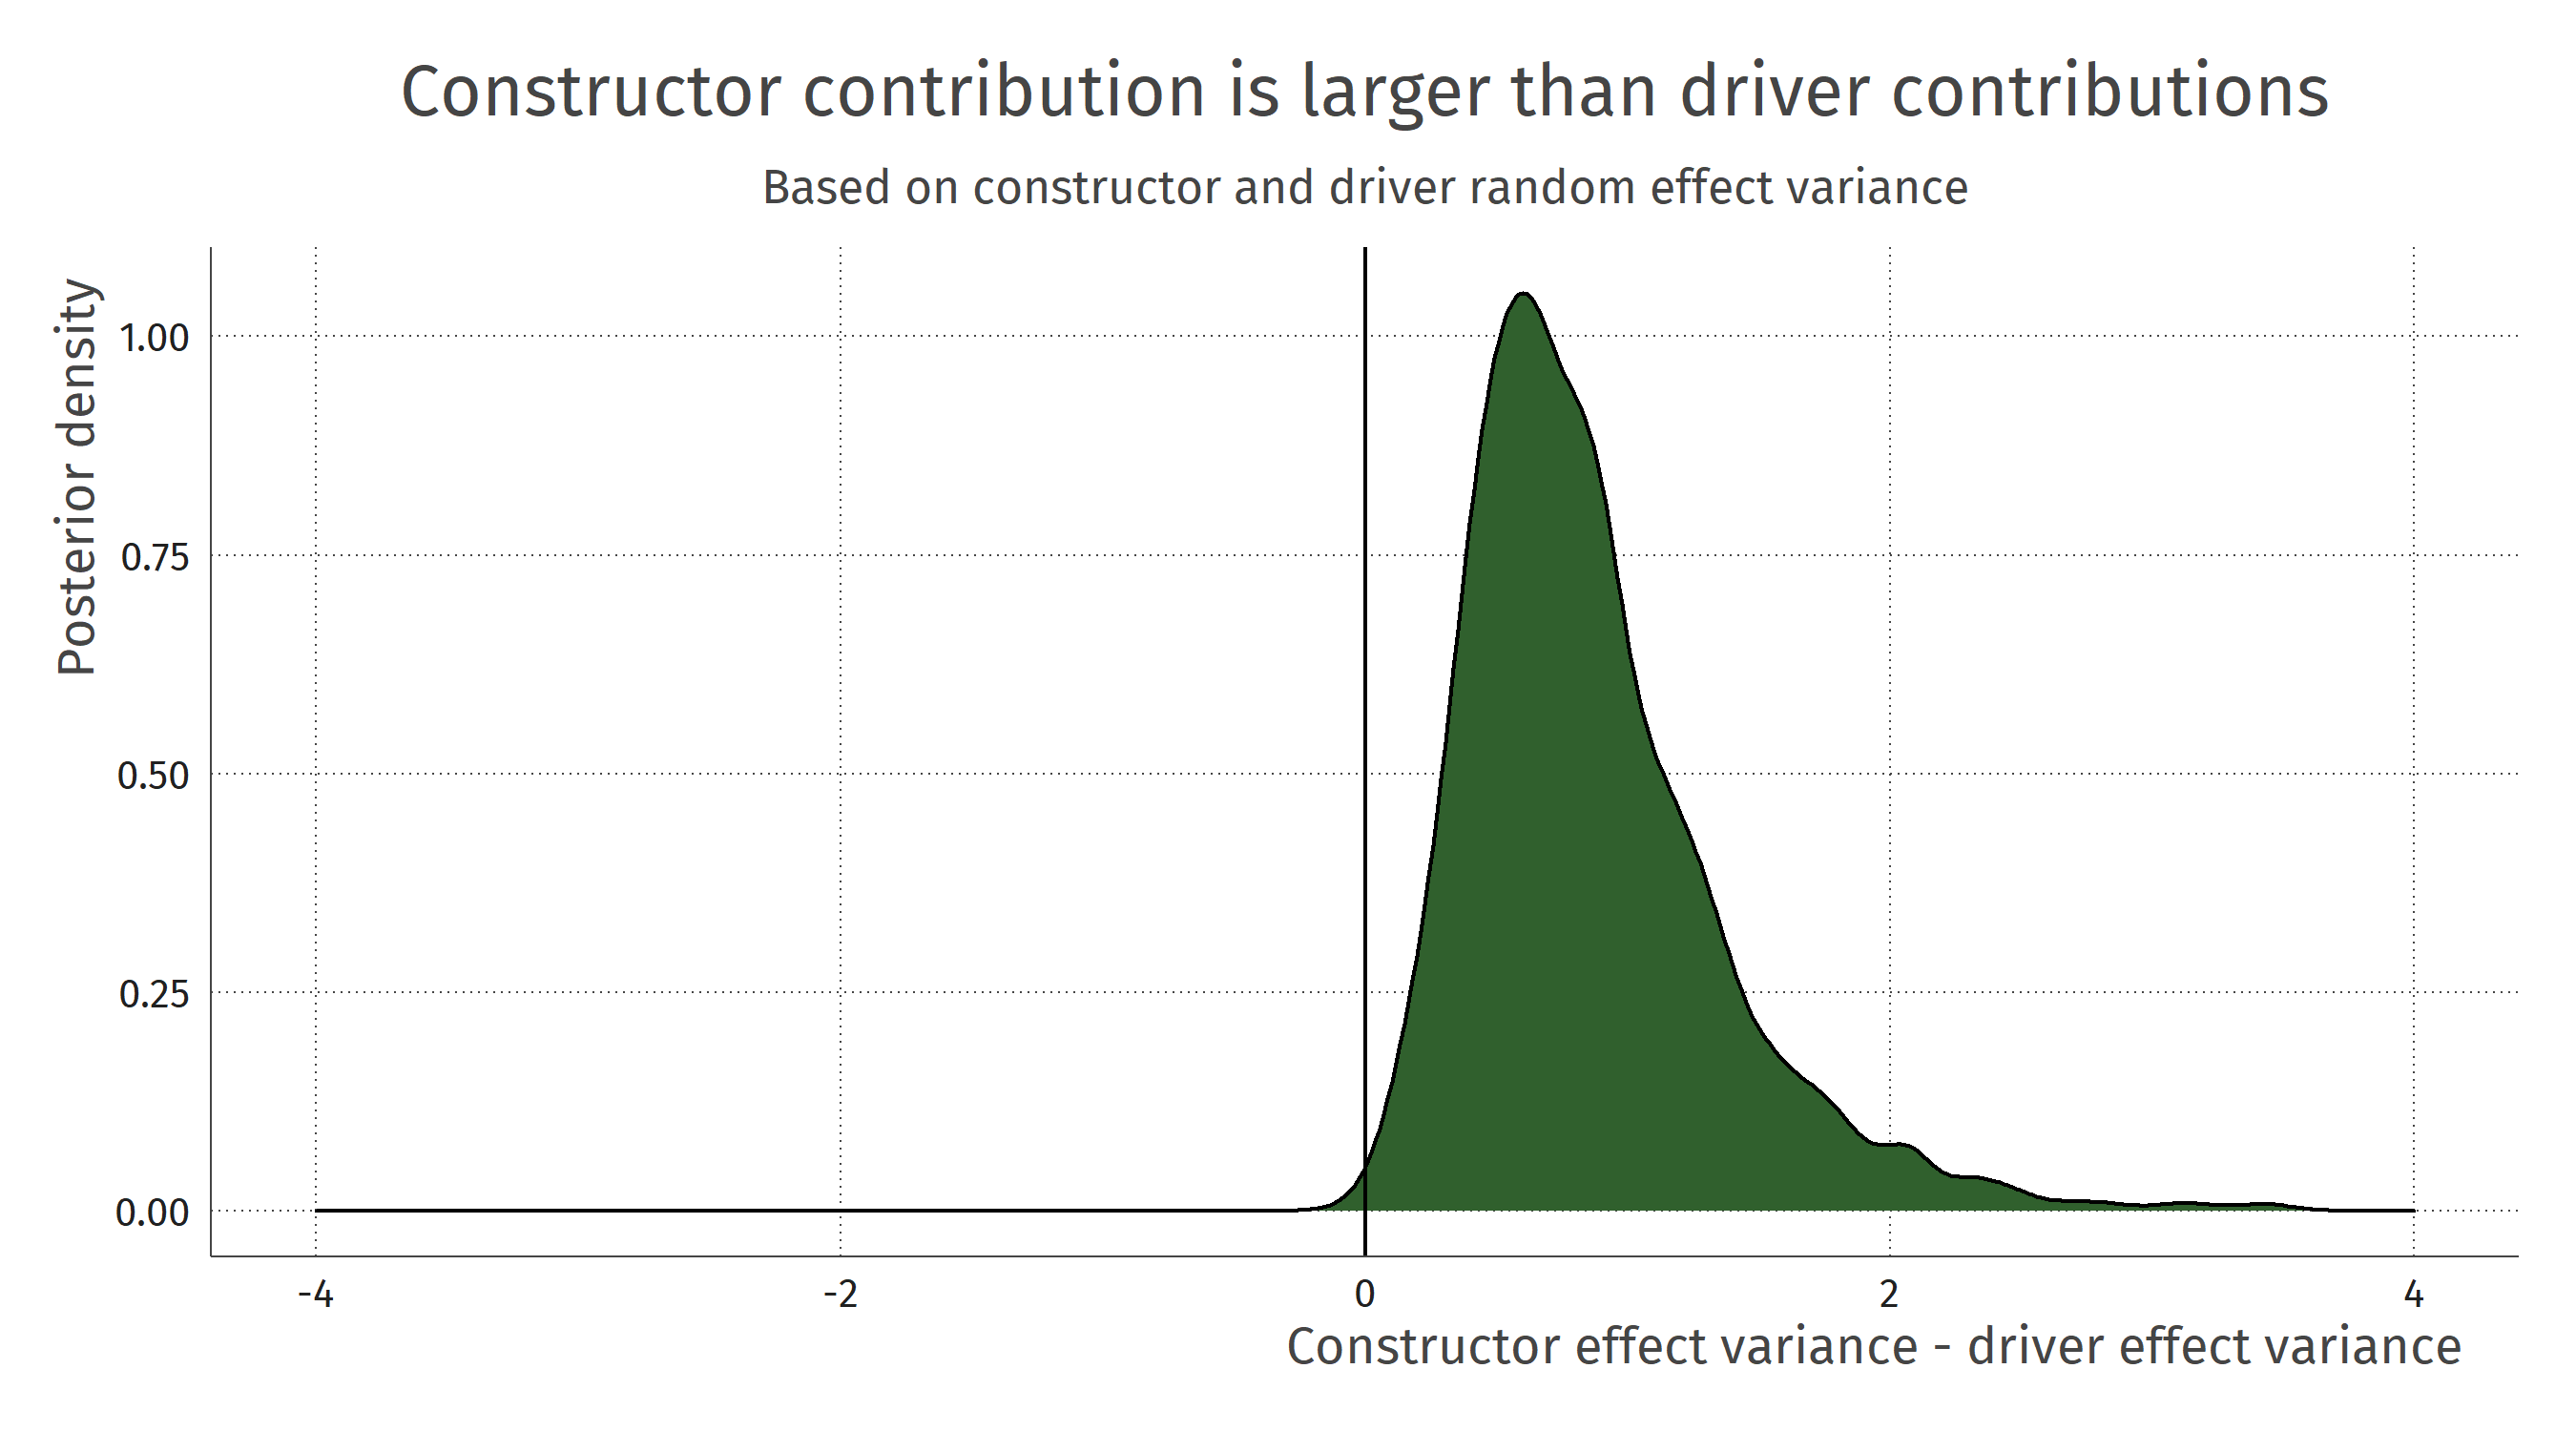 Constructor contribution is larger than driver contributions
Based on constructor and driver random effect variance
Posterior density
1.00
0.75
0.50
0.25
0.00
-4
-2
0
2
4
Constructor effect variance - driver effect variance